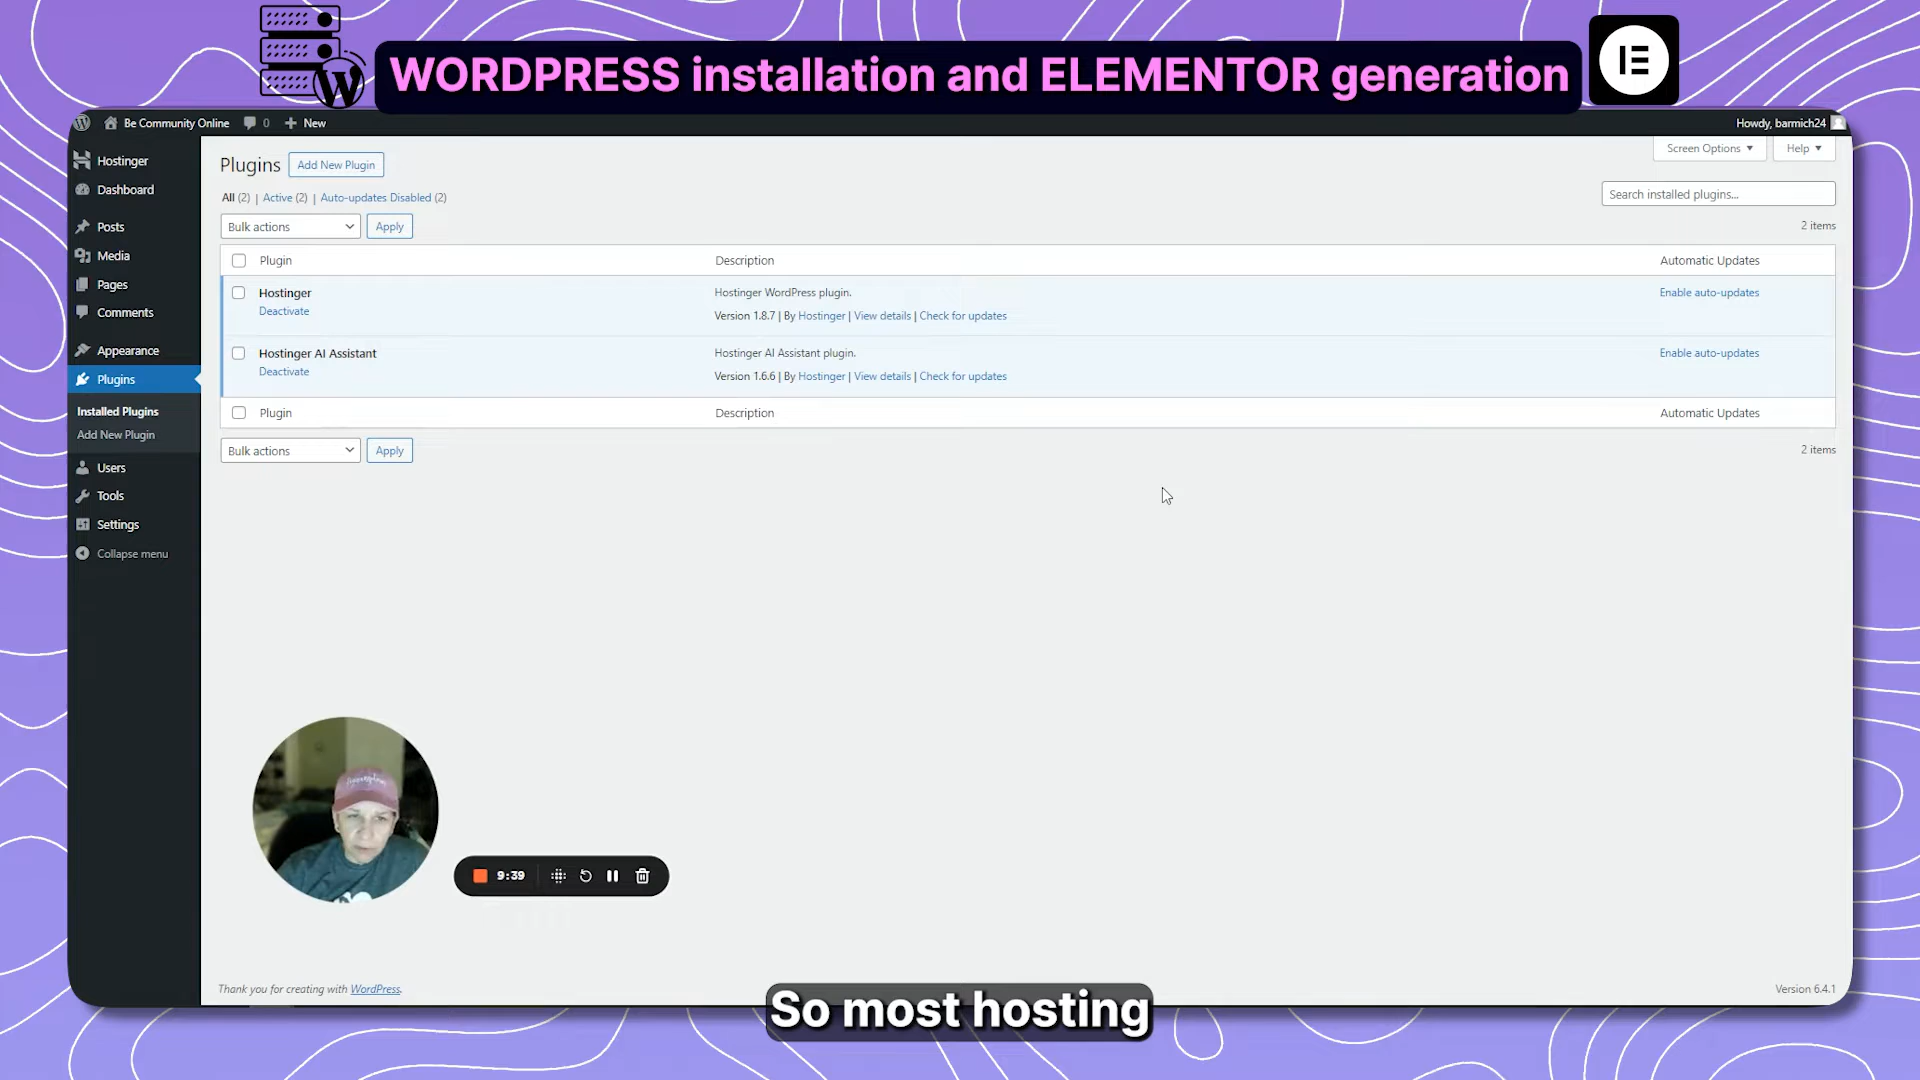 WORDPRESS installation and ELEMENTOR generation
Be Community Online 0 New
Howdy, barmich24
Hostinger
Dashboard
Posts
Media
Pages
Comments
Appearance
Plugins
Installed Plugins
Add New Plugin
Users
Tools
Settings
Collapse menu
Screen Options Help
Plugins Add New Plugin
All (2) | Active (2) | Auto-updates Disabled (2)
Search installed plugins...
Bulk actions Apply
2 items
Plugin Description Automatic Updates
Hostinger Hostinger WordPress plugin. Enable auto-updates
Deactivate Version 1.8.7 | By Hostinger | View details | Check for updates
Hostinger AI Assistant Hostinger AI Assistant plugin. Enable auto-updates
Deactivate Version 1.6.6 | By Hostinger | View details | Check for updates
Plugin Description Automatic Updates
Bulk actions Apply
2 items
9:39
Thank you for creating with WordPress.
Version 6.4.1
So most hosting